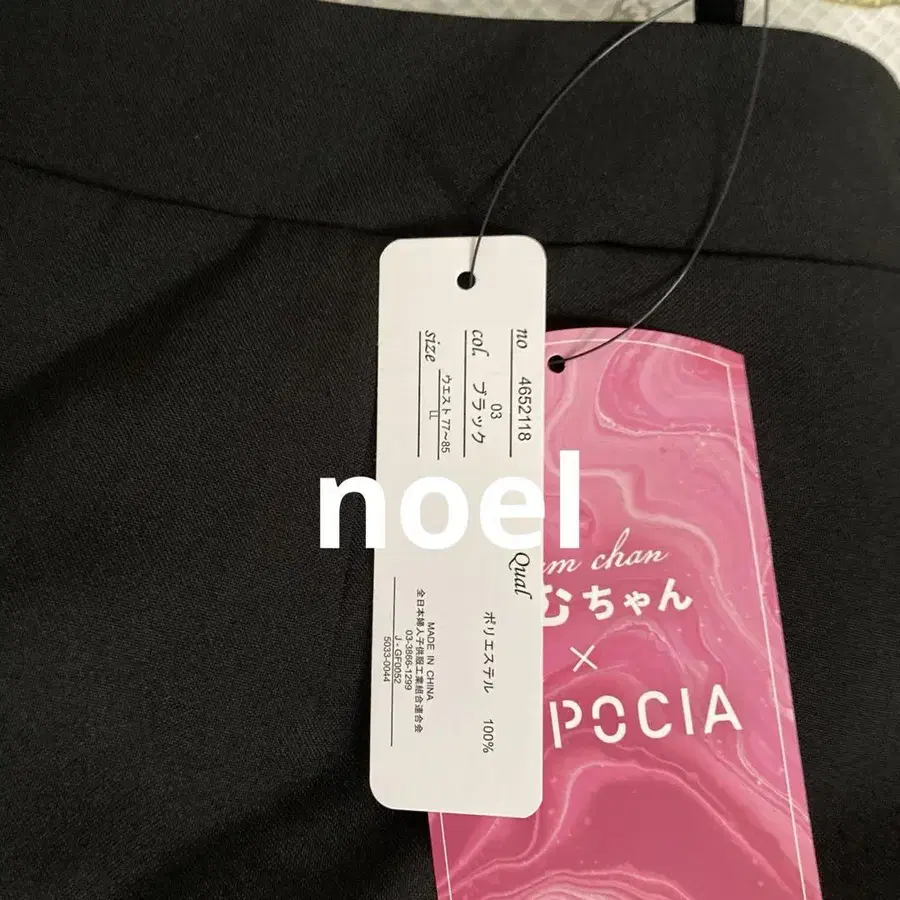 no 4652118
col. 03
ブラック
size ウエスト 77～85
LL
noel
Qual
ポリエステル 100%
MADE IN CHINA
全日本婦人子供服工業組合連合会
03-3866-1299
J - GF0052
5033-0044
chan
むちゃん
×
POCIA